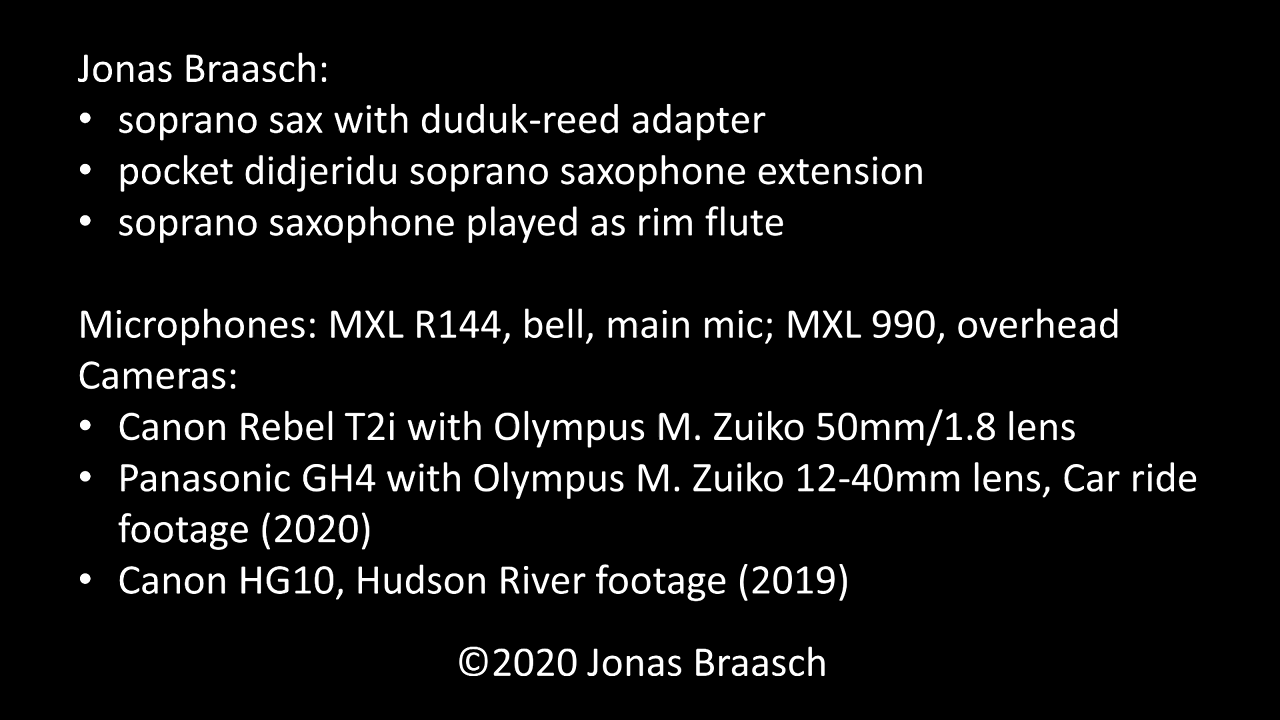 Jonas Braasch:
• soprano sax with duduk-reed adapter
• pocket didjeridu soprano saxophone extension
• soprano saxophone played as rim flute
Microphones: MXL R144, bell, main mic; MXL 990, overhead
Cameras:
• Canon Rebel T2i with Olympus M. Zuiko 50mm/1.8 lens
• Panasonic GH4 with Olympus M. Zuiko 12-40mm lens, Car ride
footage (2020)
• Canon HG10, Hudson River footage (2019)
©2020 Jonas Braasch